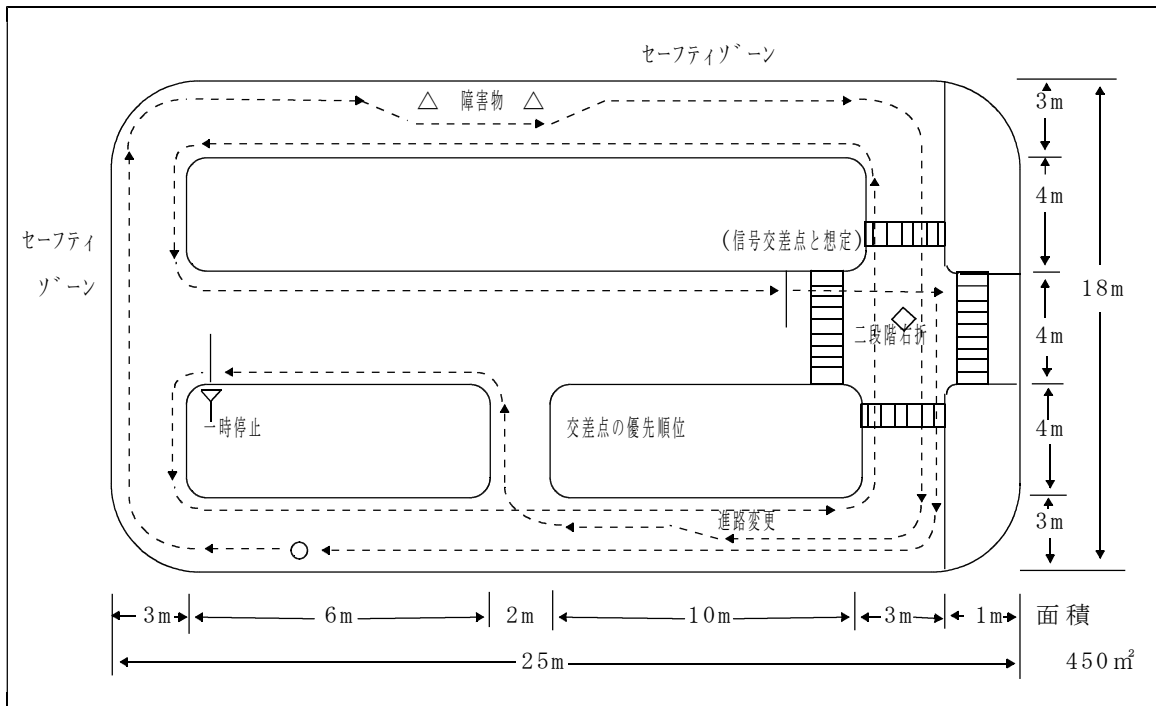 セーフティゾーン
障害物
3m
4m
セーフティ
ゾーン
(信号交差点と想定)
18m
4m
二段階右折
4m
一時停止
交差点の優先順位
進路変更
3m
3m
6m
2m
10m
3m
1m
面積
25m
450㎡